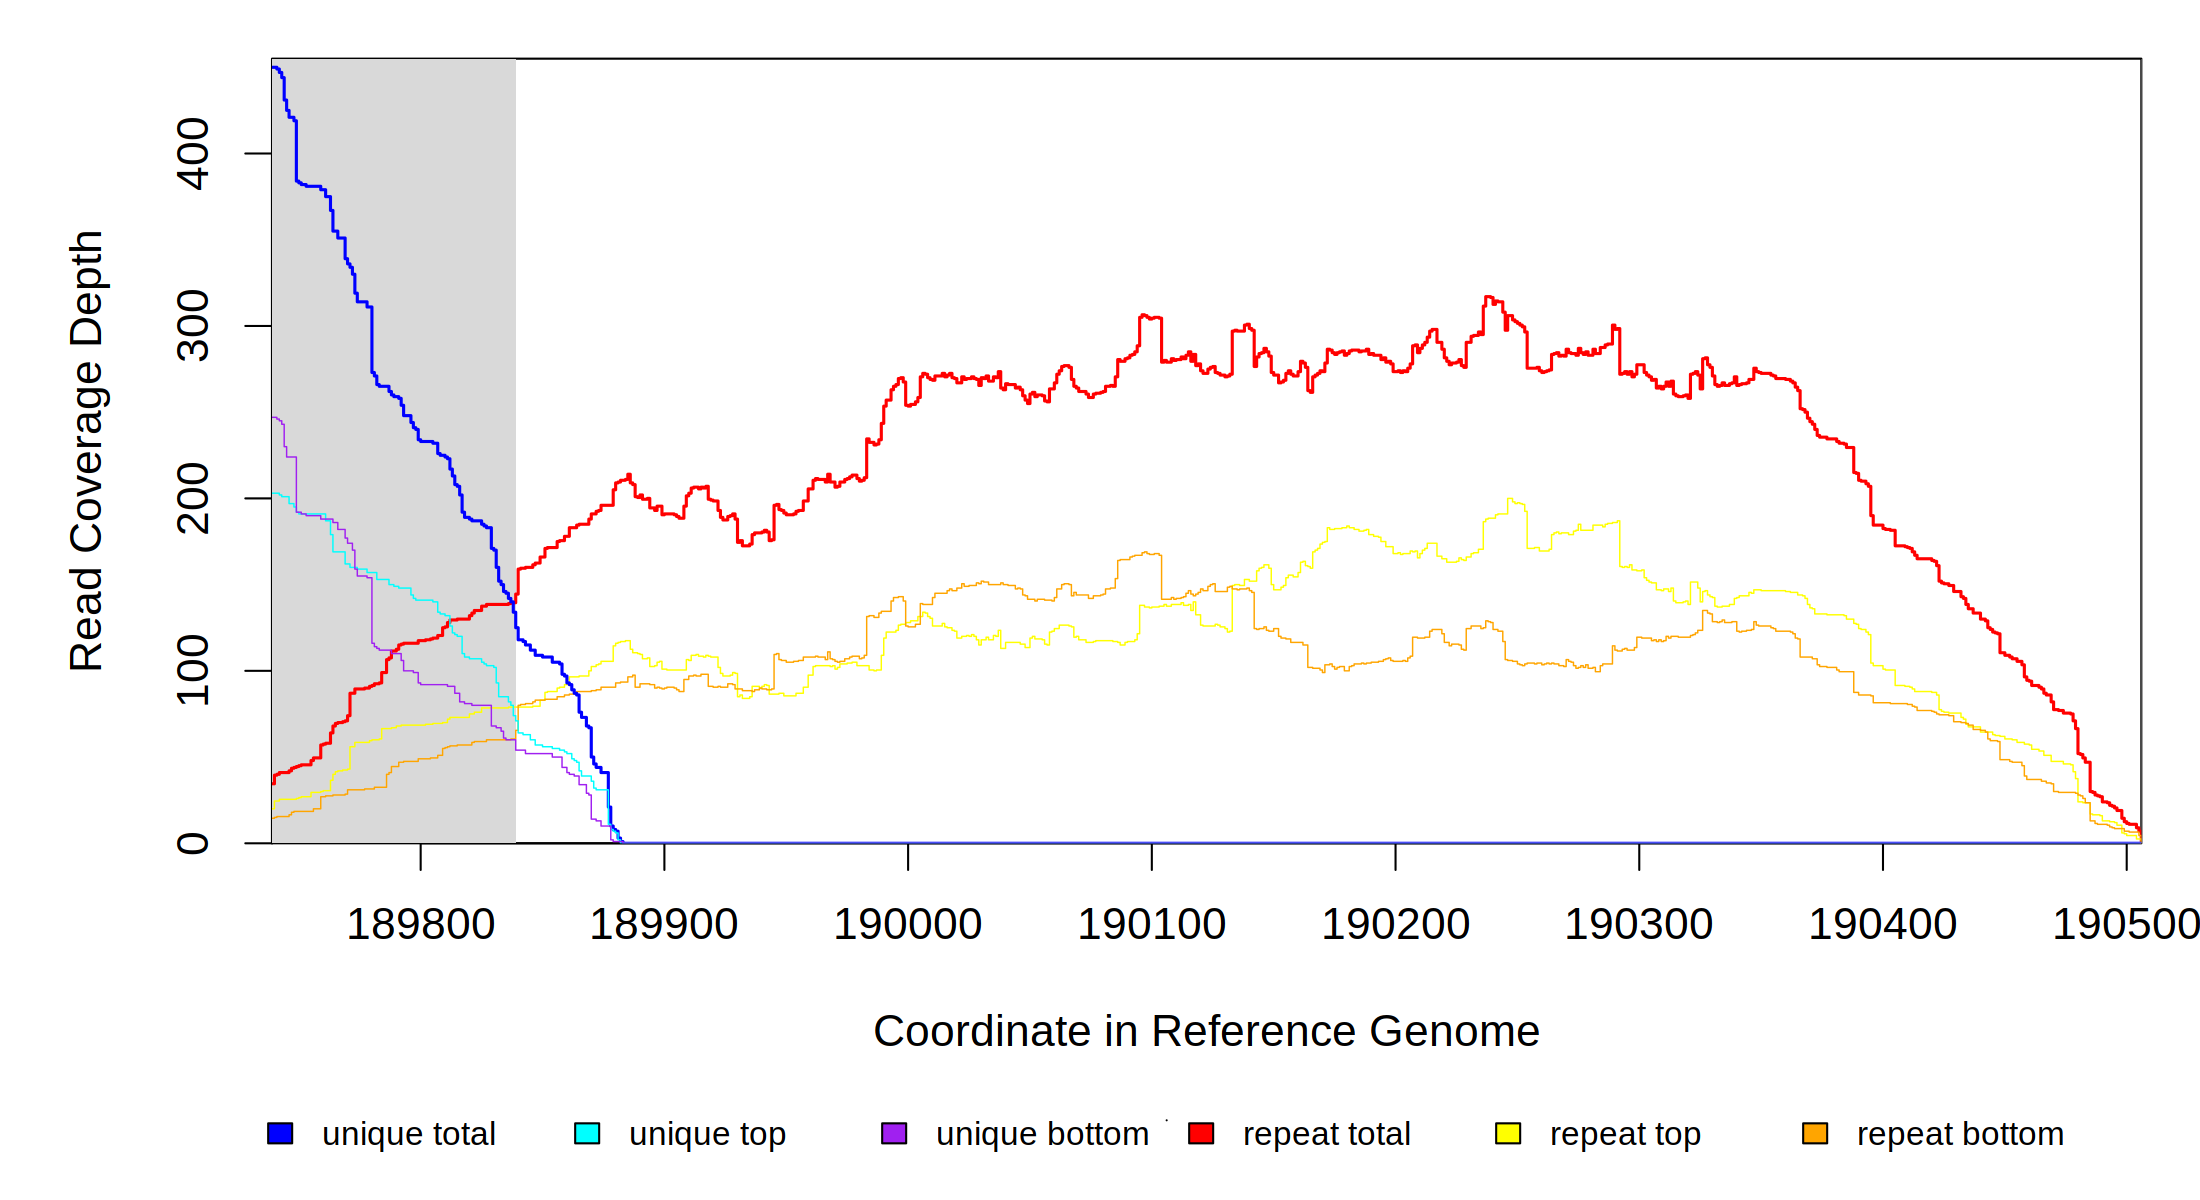 Read Coverage Depth
400
300
200
100
0
189800 189900 190000 190100 190200 190300 190400 190500
Coordinate in Reference Genome
unique total unique top unique bottom repeat total repeat top repeat bottom